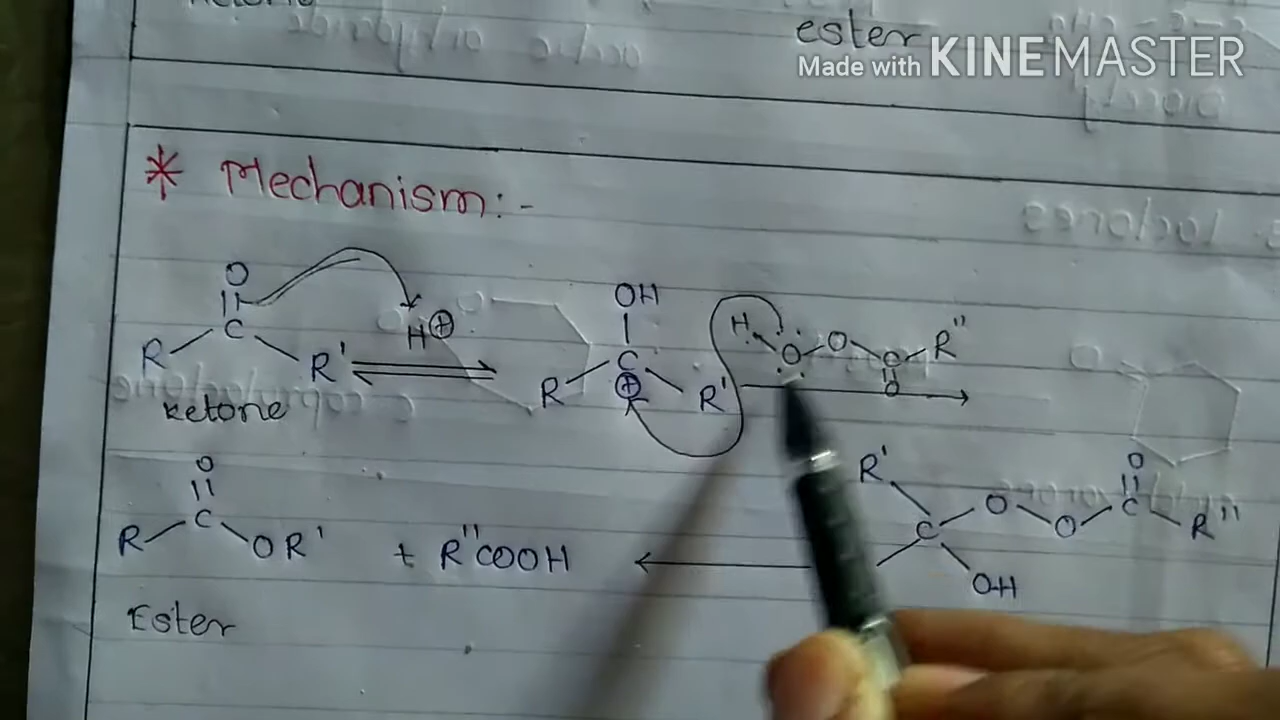 ester
Made with KINEMASTER
* Mechanism:-
O
C
R R'
ketone
H⊕
OH
C
⊕
R R'
H
O O C R''
O
R'
C O O C R''
O
OH
O
C
R OR' + R''COOH
Ester